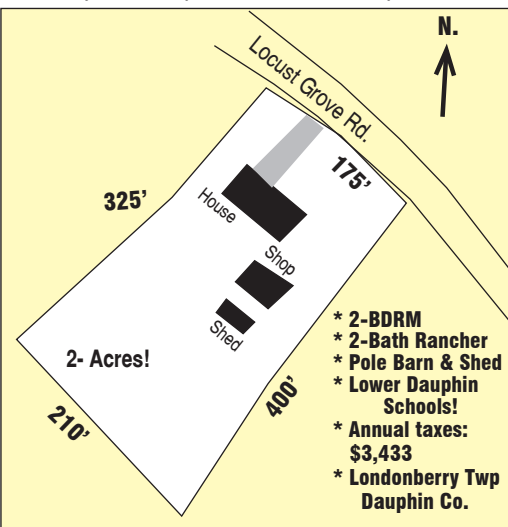 N.
Locust Grove Rd.
175'
325'
House
Shop
Shed
2- Acres!
210'
400'
* 2-BDRM
* 2-Bath Rancher
* Pole Barn & Shed
* Lower Dauphin
Schools!
* Annual taxes:
$3,433
* Londonberry Twp
Dauphin Co.